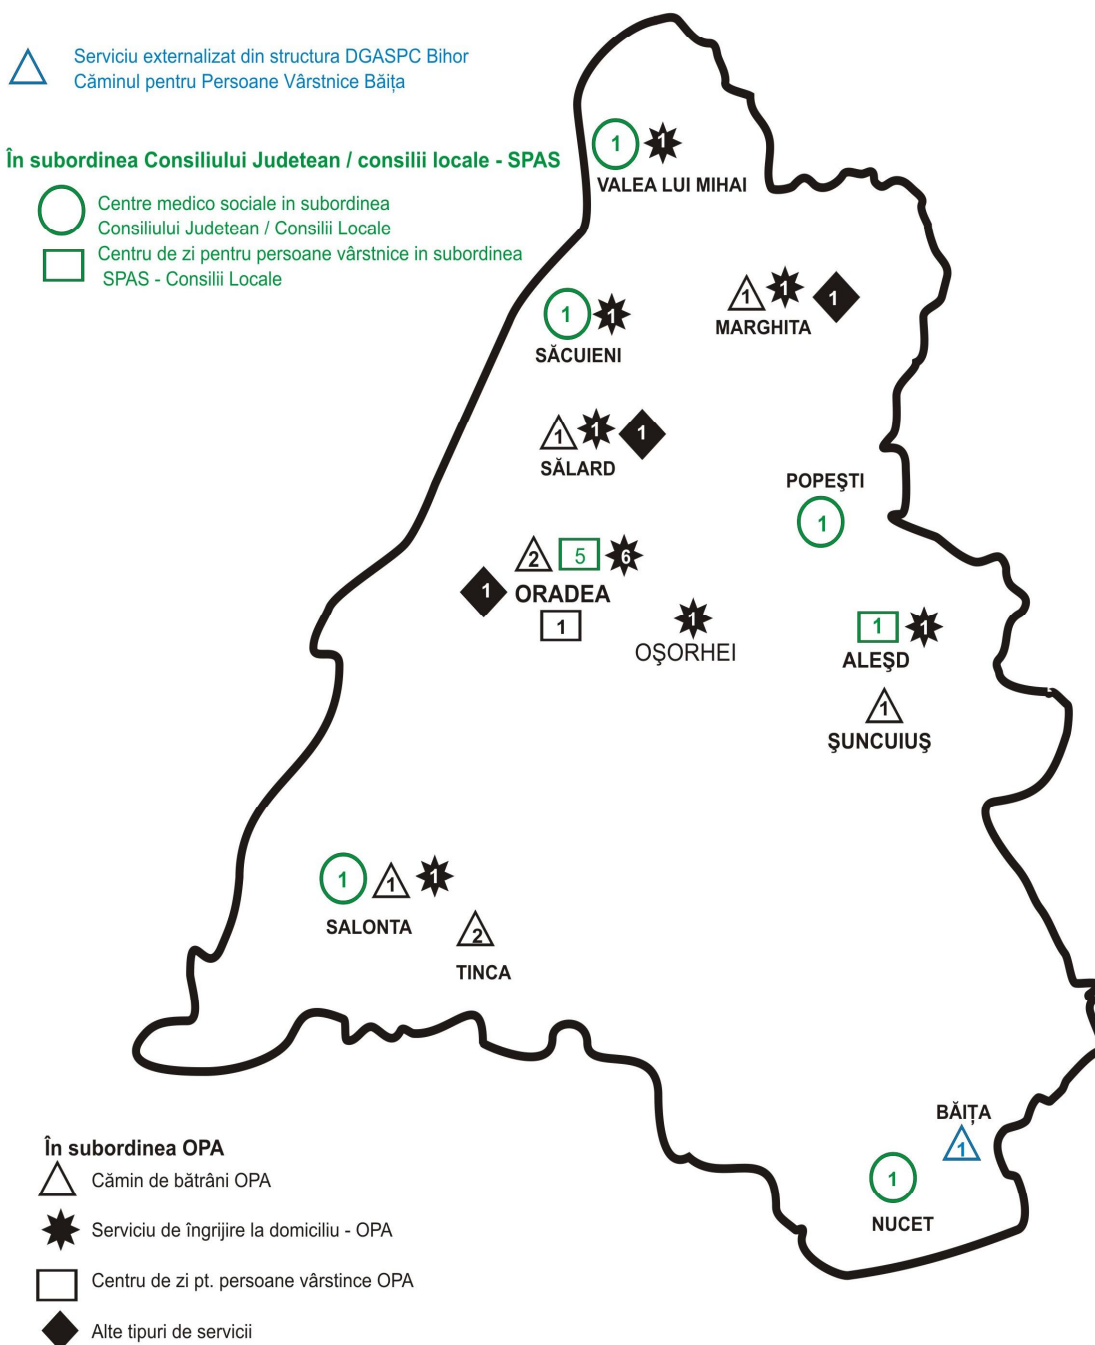 Serviciu externalizat din structura DGASPC Bihor
Căminul pentru Persoane Vârstnice Băița
În subordinea Consiliului Judetean / consilii locale - SPAS
Centre medico sociale in subordinea
Consiliului Judetean / Consilii Locale
Centru de zi pentru persoane vârstnice in subordinea
SPAS - Consilii Locale
1 1
VALEA LUI MIHAI
1 1 1
MARGHITA
1 1
SĂCUIENI
1 1 1
SĂLARD
POPEŞTI
1
2 5 6
1 ORADEA
1
1
OŞORHEI
1 1
ALEŞD
1
ŞUNCUIUŞ
1 1 1
SALONTA
2
TINCA
BĂIȚA
1
1
NUCET
În subordinea OPA
Cămin de bătrâni OPA
Serviciu de îngrijire la domiciliu - OPA
Centru de zi pt. persoane vârstince OPA
Alte tipuri de servicii